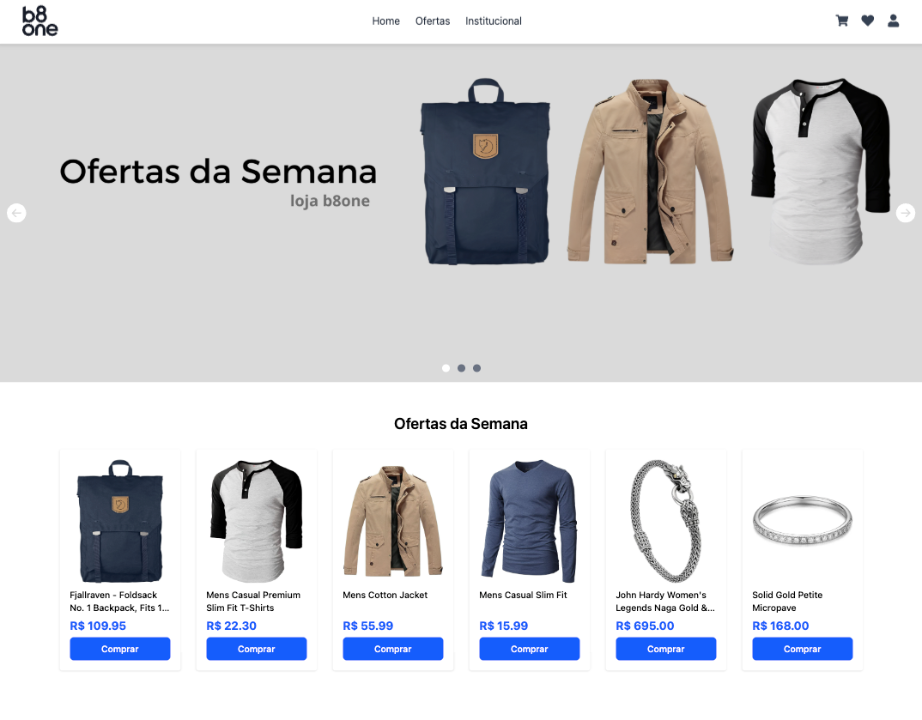 b8
one
Home Ofertas Institucional
Ofertas da Semana
loja b8one
Ofertas da Semana
Fjallraven - Foldsack
No. 1 Backpack, Fits 1...
R$ 109.95
Comprar
Mens Casual Premium
Slim Fit T-Shirts
R$ 22.30
Comprar
Mens Cotton Jacket
R$ 55.99
Comprar
Mens Casual Slim Fit
R$ 15.99
Comprar
John Hardy Women's
Legends Naga Gold &...
R$ 695.00
Comprar
Solid Gold Petite
Micropave
R$ 168.00
Comprar